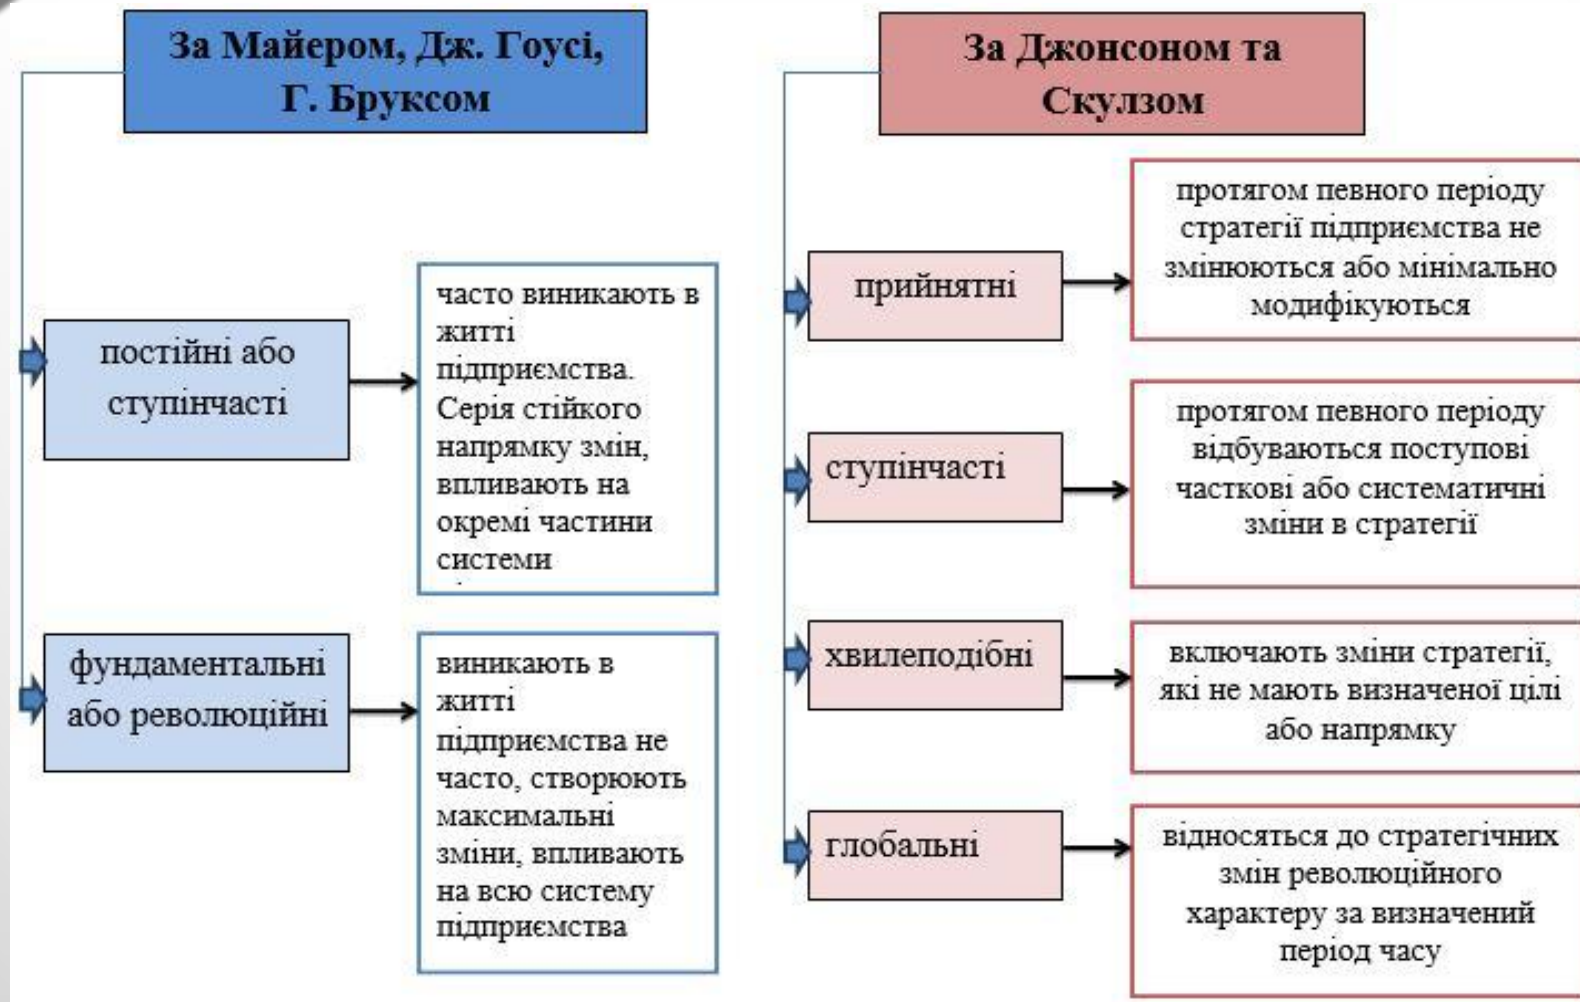 За Майером, Дж. Гоусі,
Г. Бруксом
постійні або
ступінчасті
часто виникають в
житті
підприємства.
Серія стійкого
напрямку змін,
впливають на
окремі частини
системи
фундаментальні
або революційні
виникають в
житті
підприємства не
часто, створюють
максимальні
зміни, впливають
на всю систему
підприємства
За Джонсоном та
Скулзом
прийнятні
протягом певного періоду
стратегії підприємства не
змінюються або мінімально
модифікуються
ступінчасті
протягом певного періоду
відбуваються поступові
часткові або систематичні
зміни в стратегії
хвилеподібні
включають зміни стратегії,
які не мають визначеної цілі
або напрямку
глобальні
відносяться до стратегічних
змін революційного
характеру за визначений
період часу